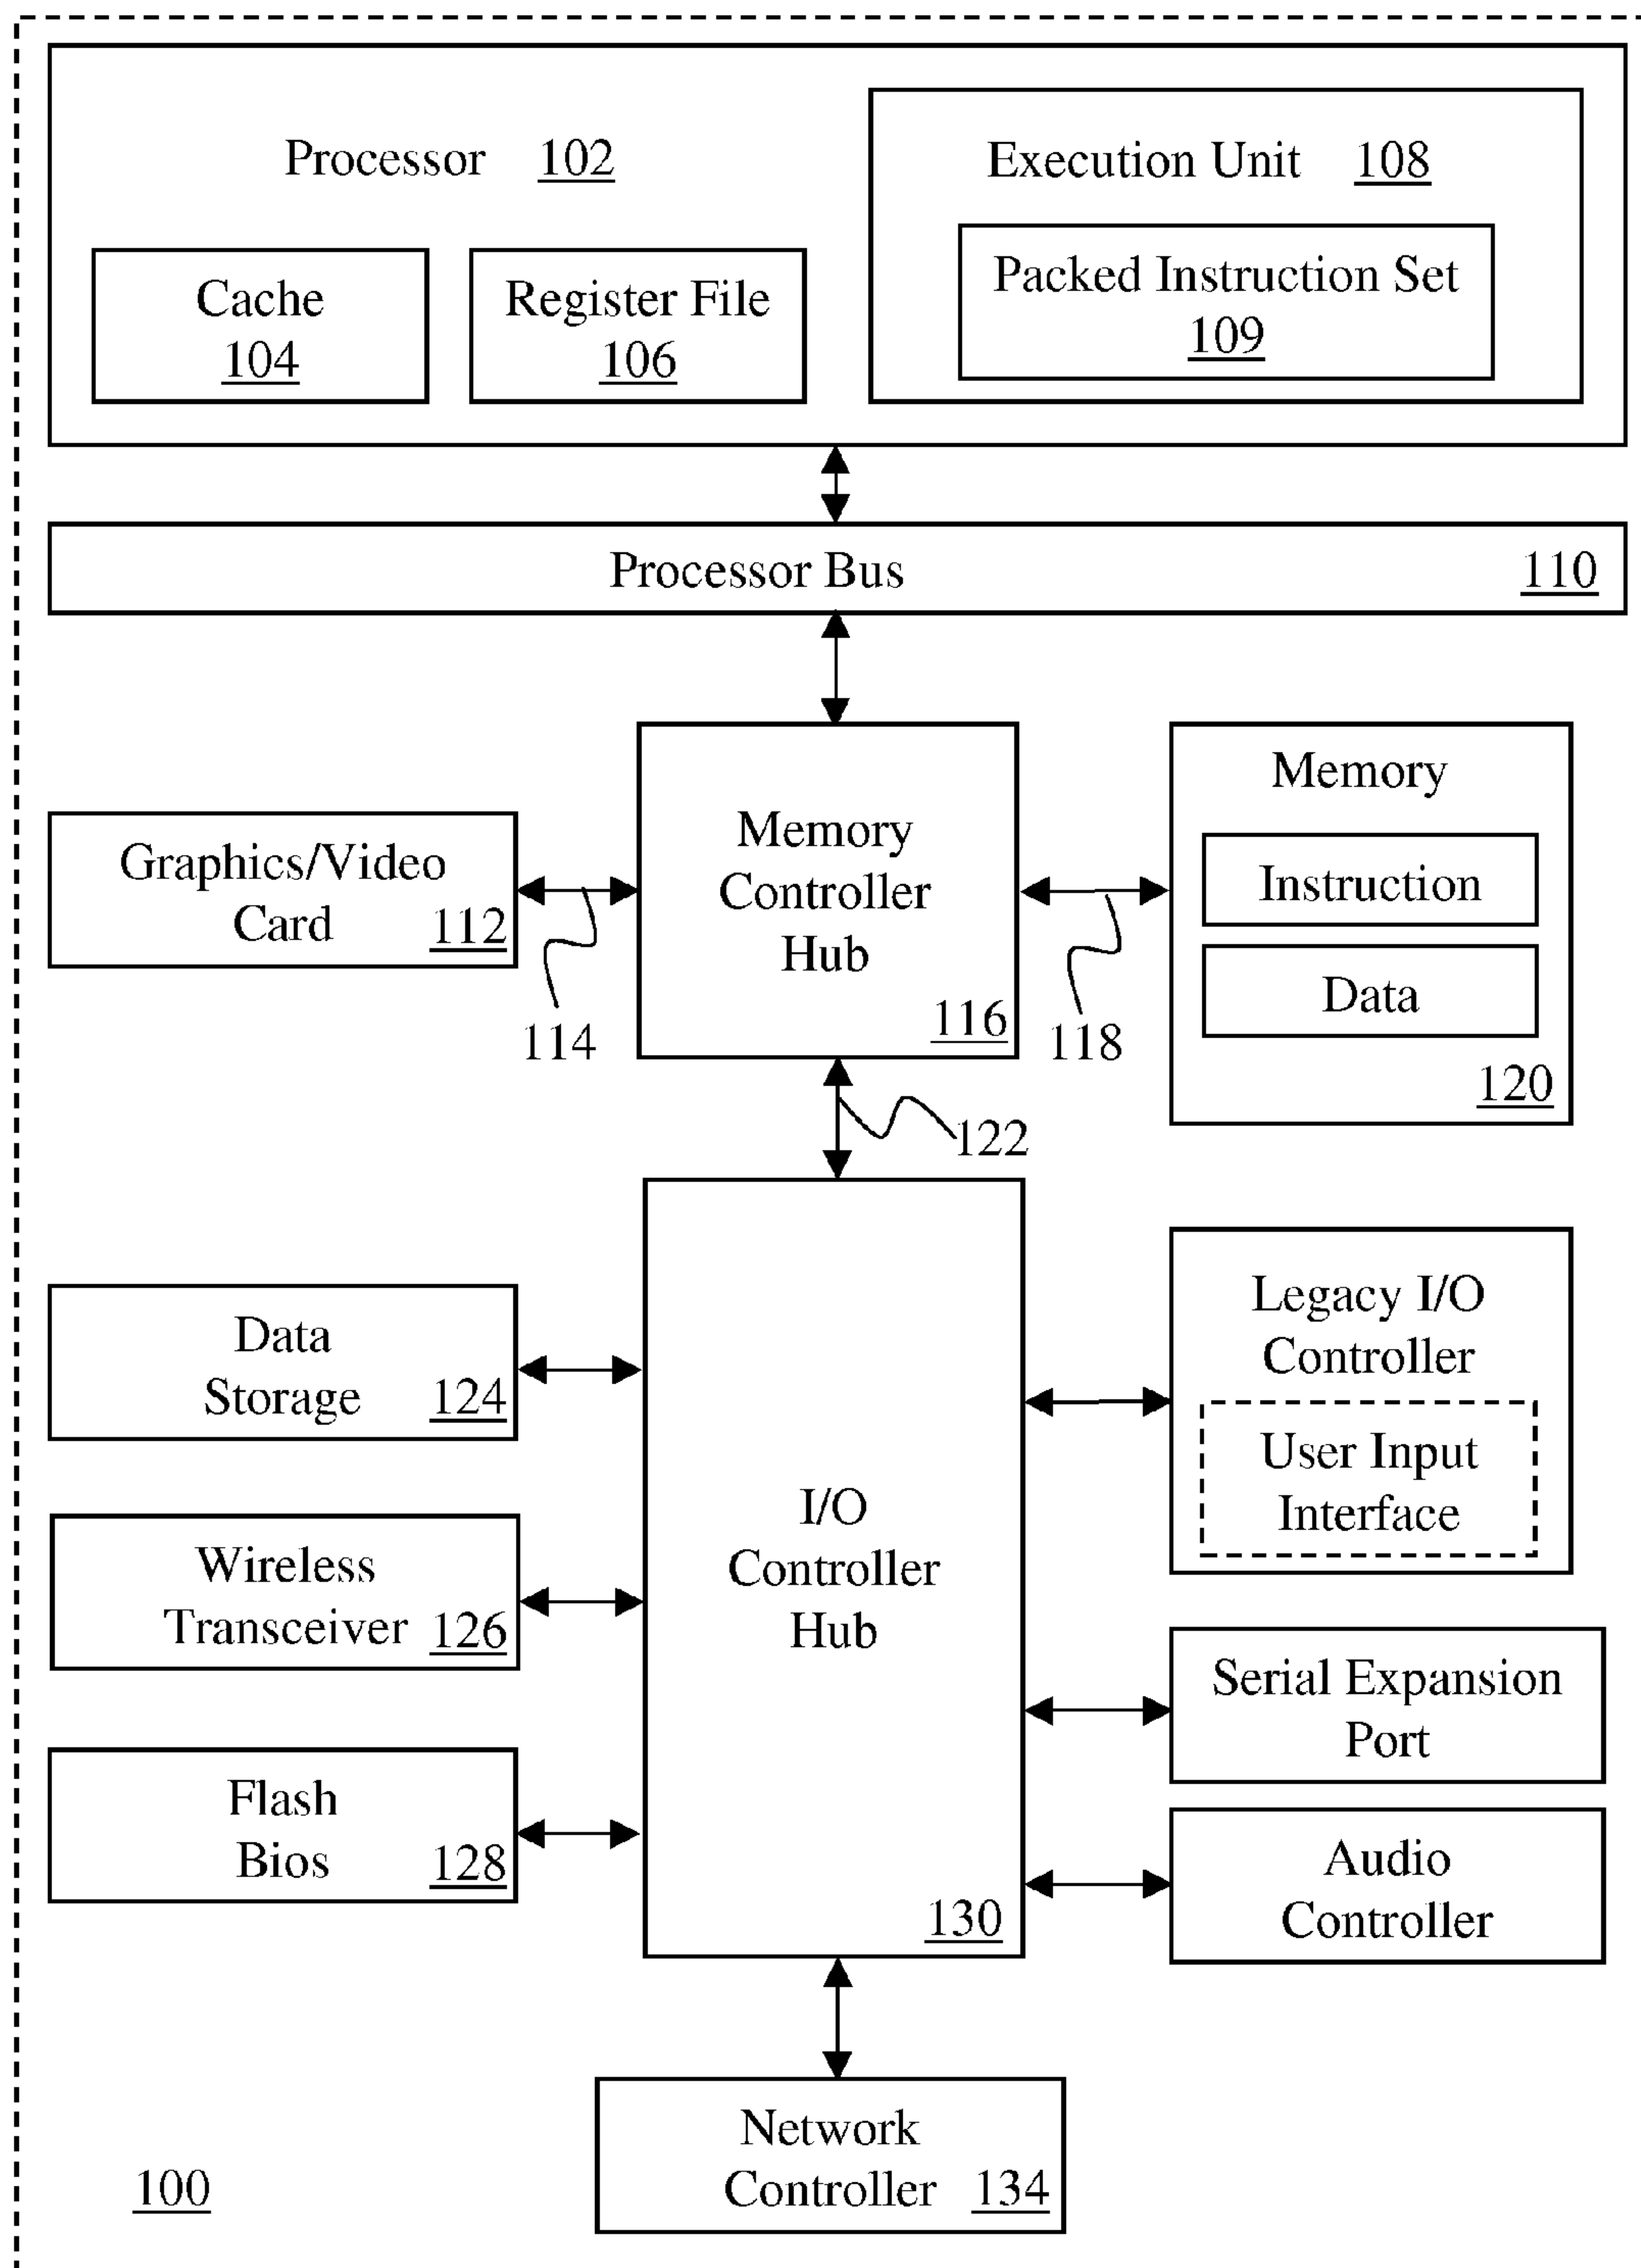 Processor 102
Execution Unit 108
Packed Instruction Set
109
Cache
104
Register File
106
Processor Bus 110
Graphics/Video
Card 112
114
Memory
Controller
Hub
116
118
Memory
Instruction
Data
120
122
Data
Storage 124
Wireless
Transceiver 126
Flash
Bios 128
I/O
Controller
Hub
130
Legacy I/O
Controller
User Input
Interface
Serial Expansion
Port
Audio
Controller
Network
Controller 134
100